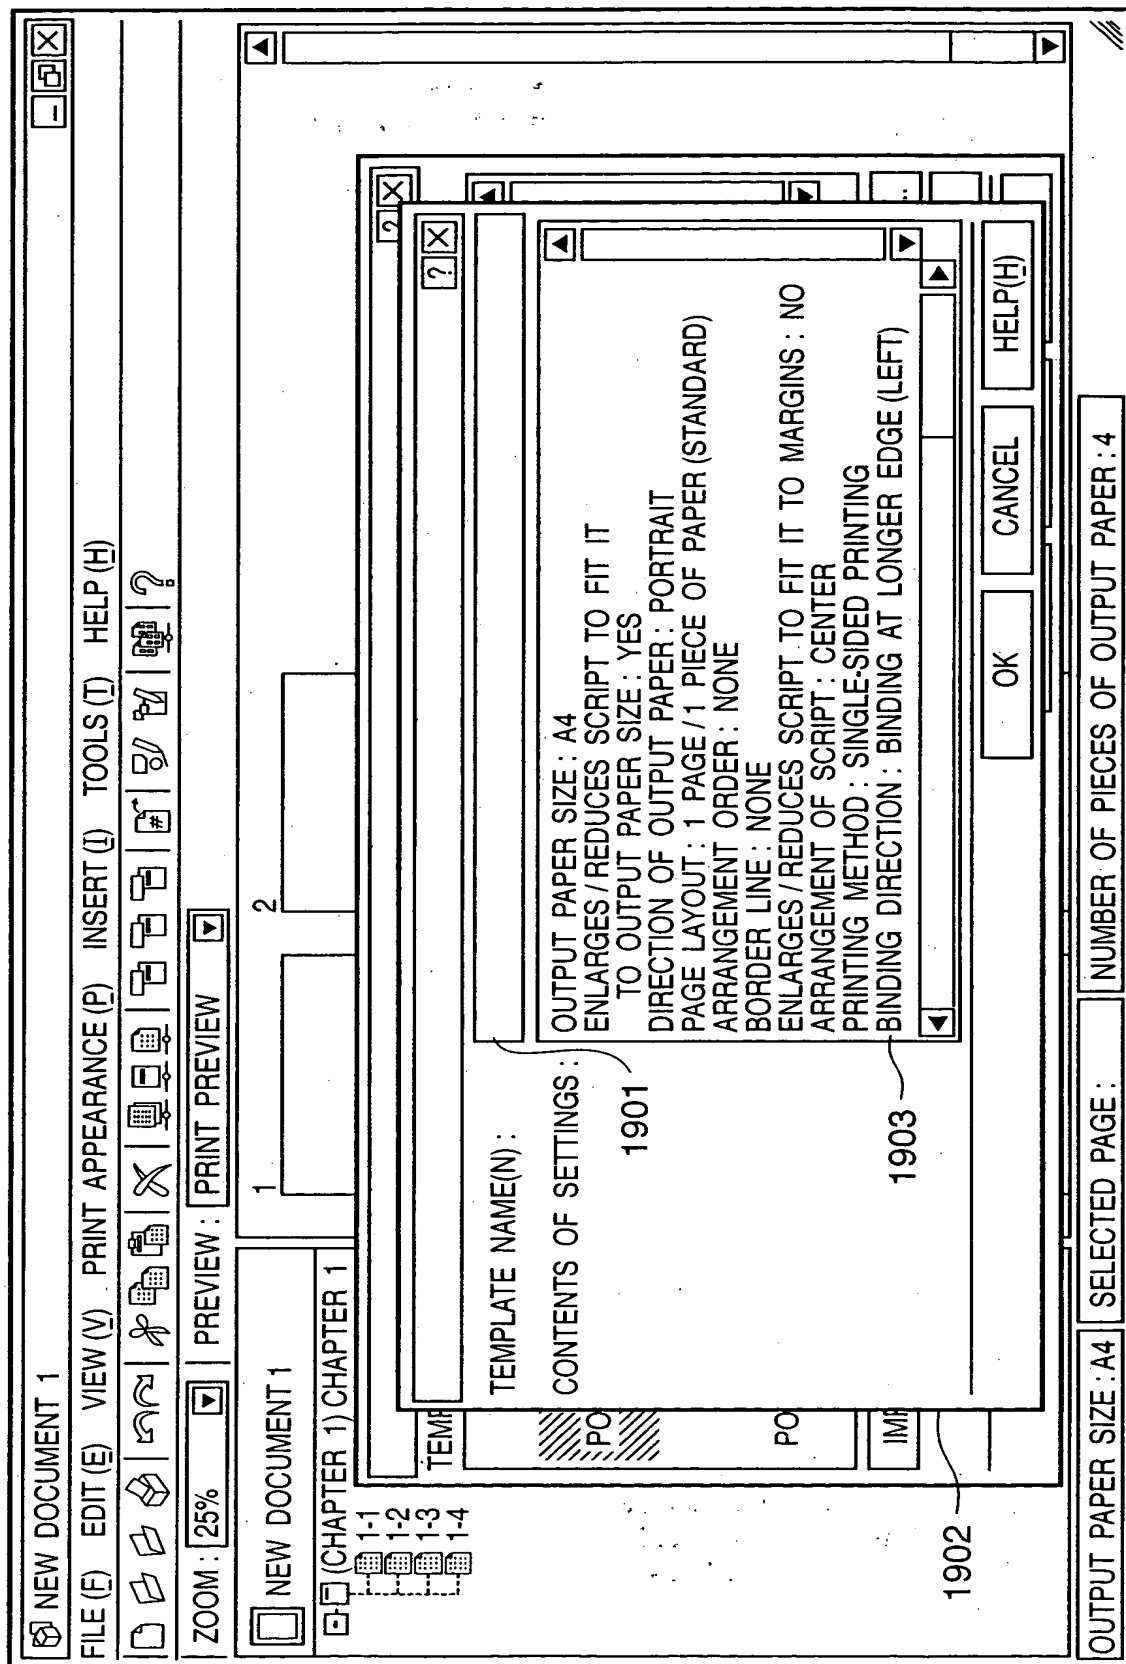 NEW DOCUMENT 1
FILE (F) EDIT (E) VIEW (V) PRINT APPEARANCE (P) INSERT (I) TOOLS (T) HELP (H)
ZOOM : 25% PREVIEW : PRINT PREVIEW
NEW DOCUMENT 1
(CHAPTER 1) CHAPTER 1
1-1
1-2
1-3
1-4
1
2
TEMP
PO
PO
IMP
TEMPLATE NAME(N) :
1901
CONTENTS OF SETTINGS :
OUTPUT PAPER SIZE : A4
ENLARGES / REDUCES SCRIPT TO FIT IT
TO OUTPUT PAPER SIZE : YES
DIRECTION OF OUTPUT PAPER : PORTRAIT
PAGE LAYOUT : 1 PAGE / 1 PIECE OF PAPER (STANDARD)
ARRANGEMENT ORDER : NONE
BORDER LINE : NONE
ENLARGES / REDUCES SCRIPT TO FIT IT TO MARGINS : NO
ARRANGEMENT OF SCRIPT : CENTER
PRINTING METHOD : SINGLE-SIDED PRINTING
BINDING DIRECTION : BINDING AT LONGER EDGE (LEFT)
1903
OK CANCEL HELP(H)
1902
OUTPUT PAPER SIZE : A4 SELECTED PAGE : NUMBER OF PIECES OF OUTPUT PAPER : 4